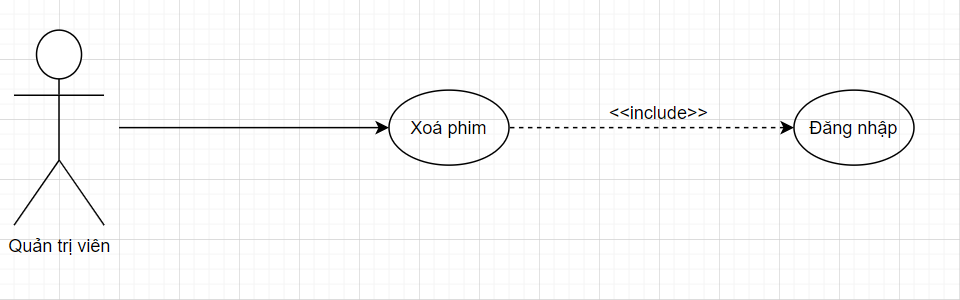 <<include>>
Xoá phim
Đăng nhập
Quản trị viên